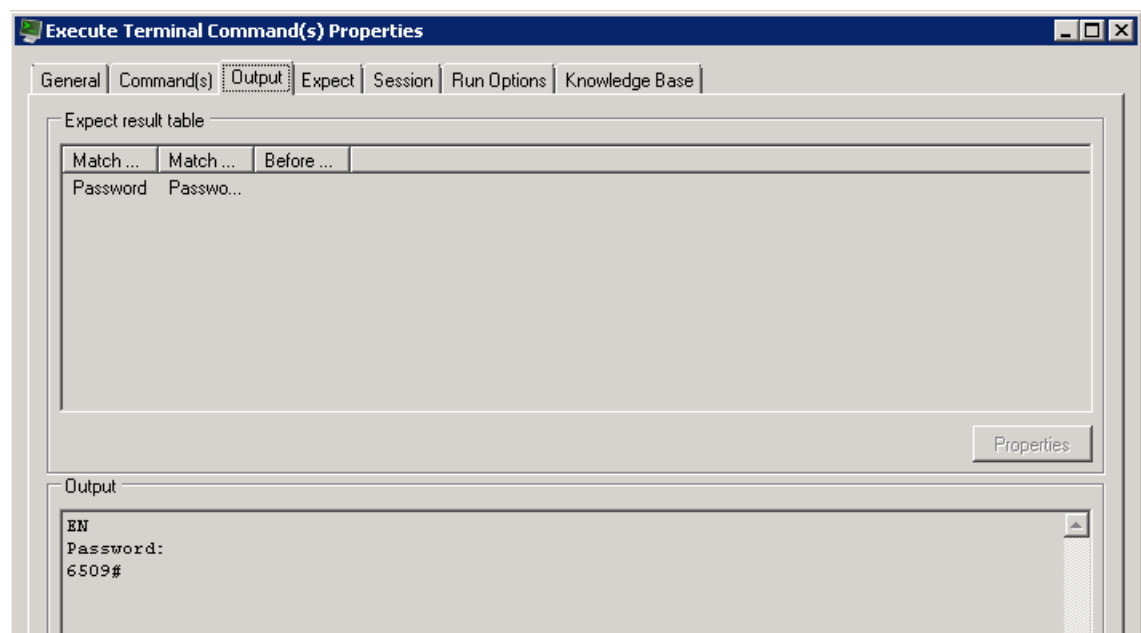 Execute Terminal Command(s) Properties
General Command(s) Output Expect Session Run Options Knowledge Base
Expect result table
Match ... Match ... Before ...
Password Passwo...
Properties
Output
EN
Password:
6509#